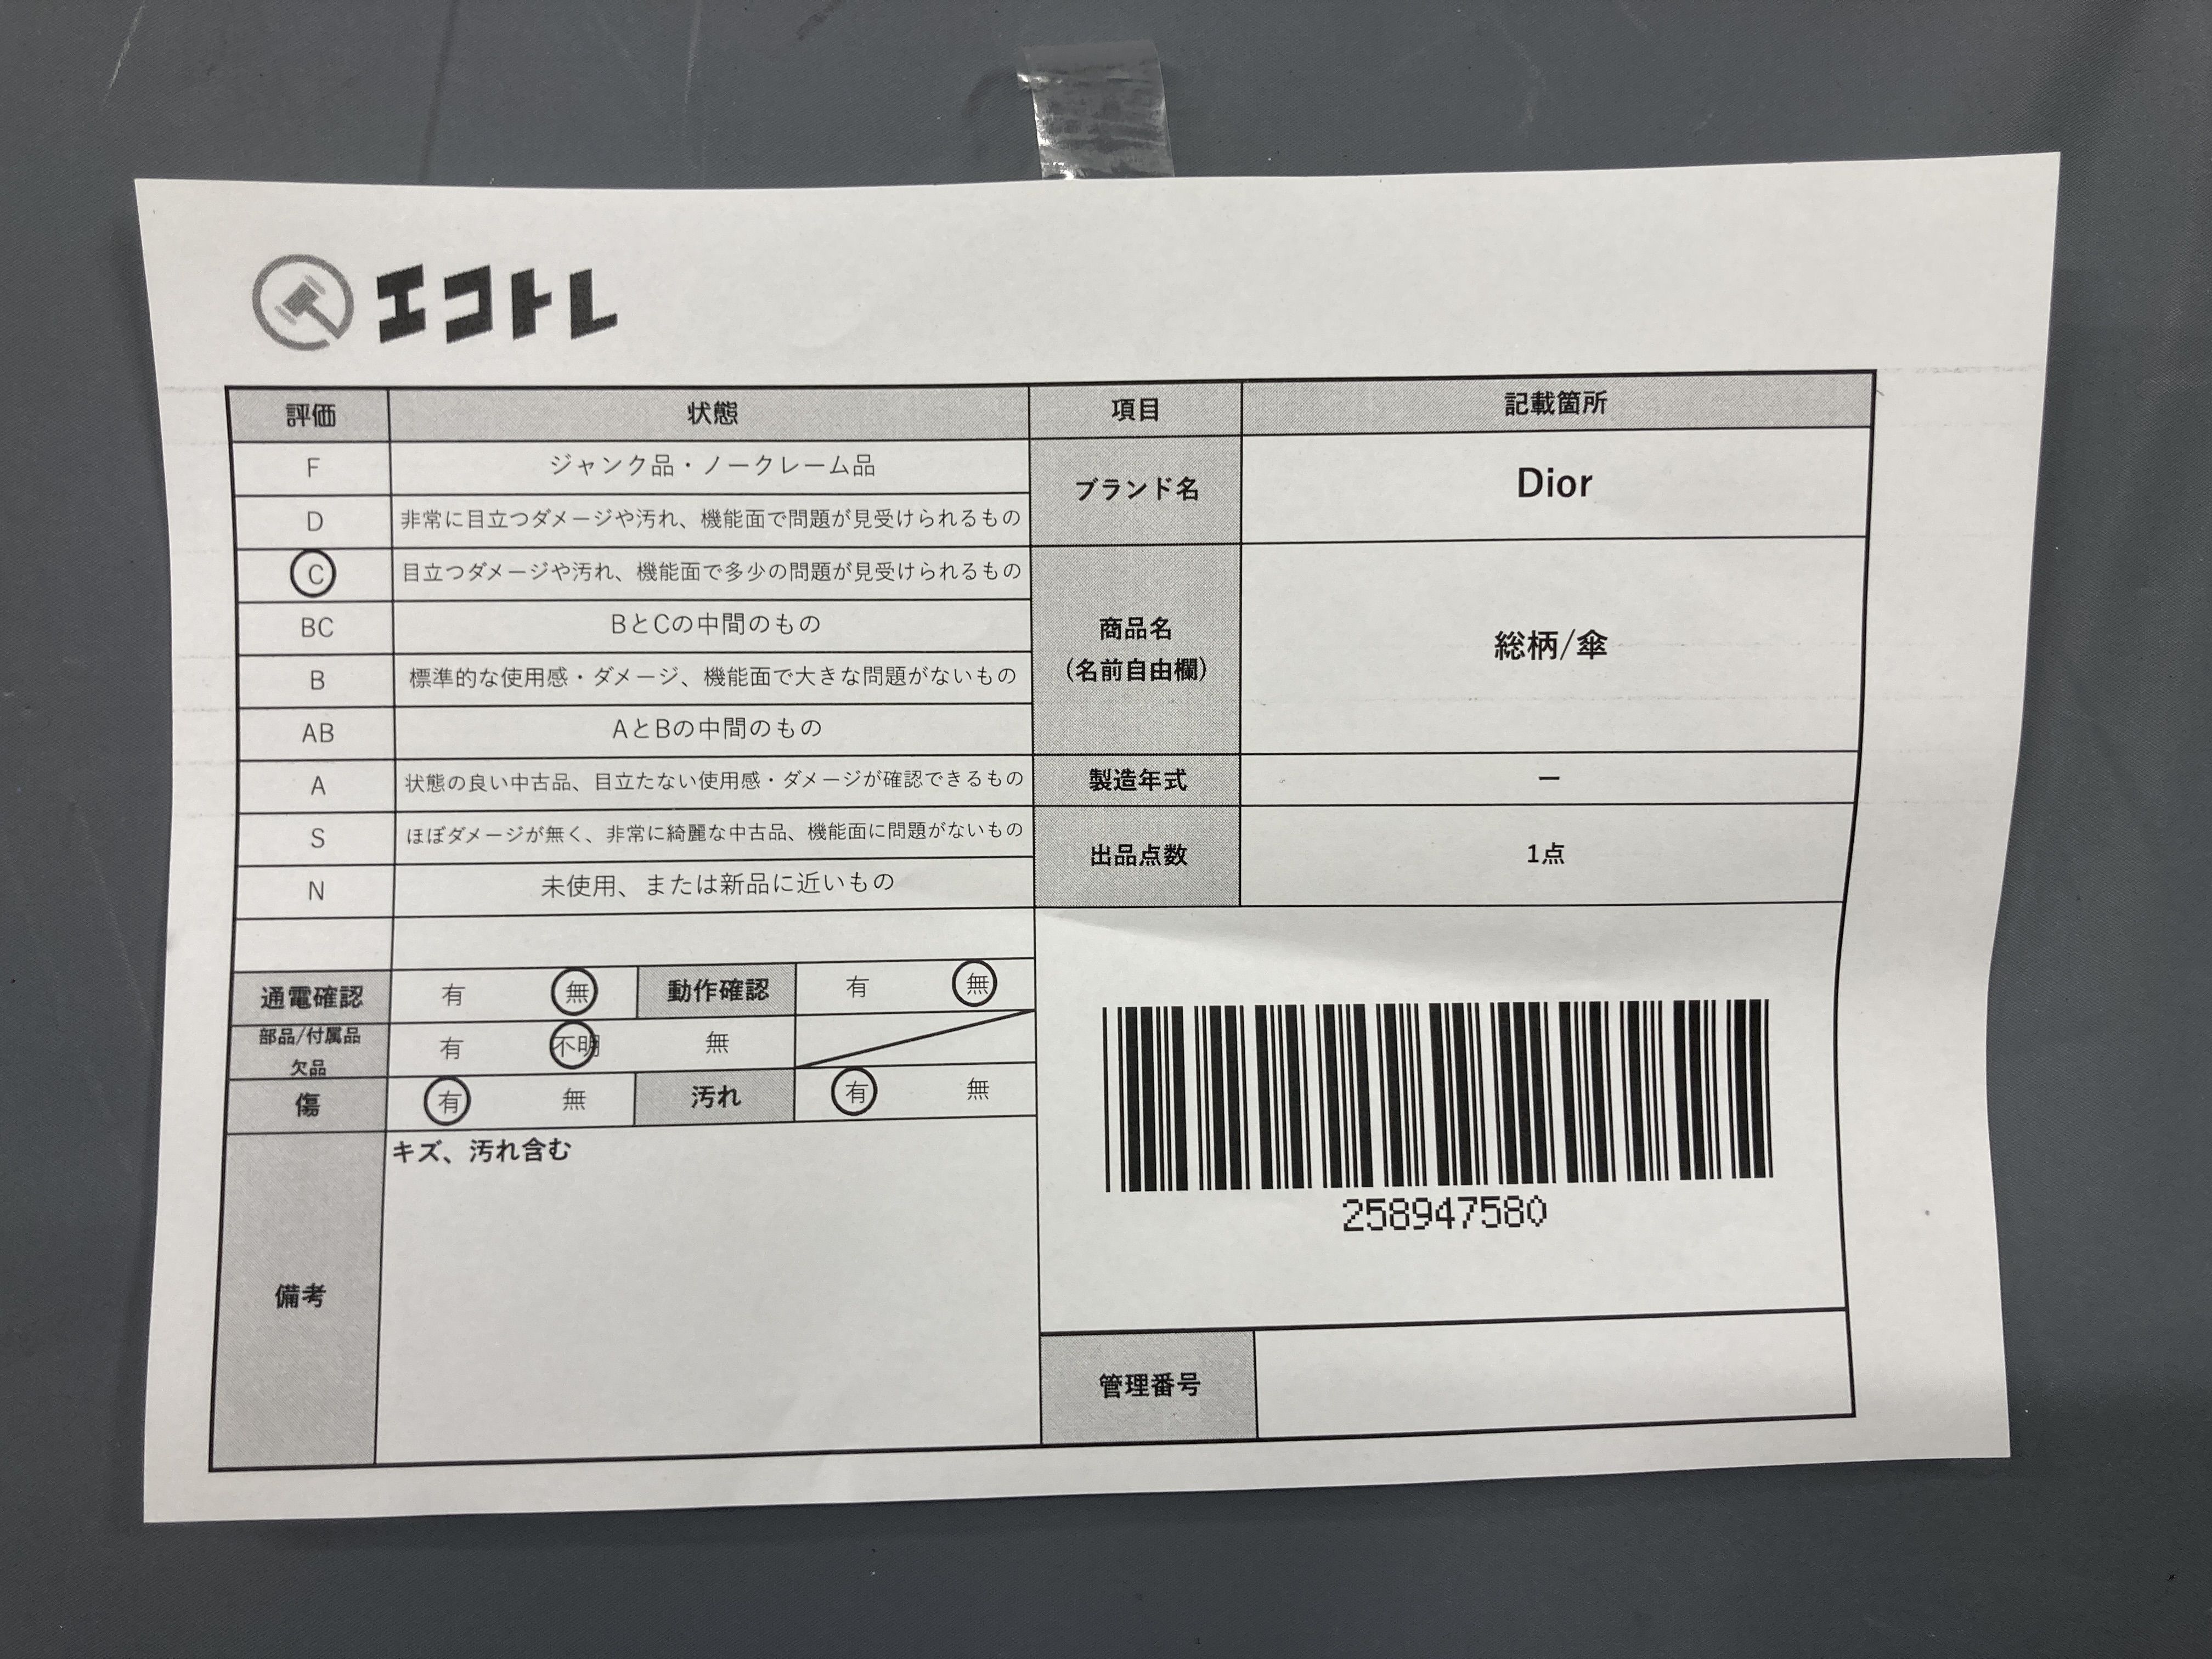 エコトレ
評価 状態 項目 記載箇所
F ジャンク品・ノークレーム品
ブランド名 Dior
D 非常に目立つダメージや汚れ、機能面で問題が見受けられるもの
C 目立つダメージや汚れ、機能面で多少の問題が見受けられるもの
BC BとCの中間のもの
商品名
(名前自由欄)
総柄/傘
B 標準的な使用感・ダメージ、機能面で大きな問題がないもの
AB AとBの中間のもの
A 状態の良い中古品、目立たない使用感・ダメージが確認できるもの
製造年式 ー
S ほぼダメージが無く、非常に綺麗な中古品、機能面に問題がないもの
出品点数 1点
N 未使用、または新品に近いもの
通電確認 有 無 動作確認 有 無
部品/付属品
欠品
有 不明 無
傷 有 無 汚れ 有 無
備考
キズ、汚れ含む
258947580
管理番号